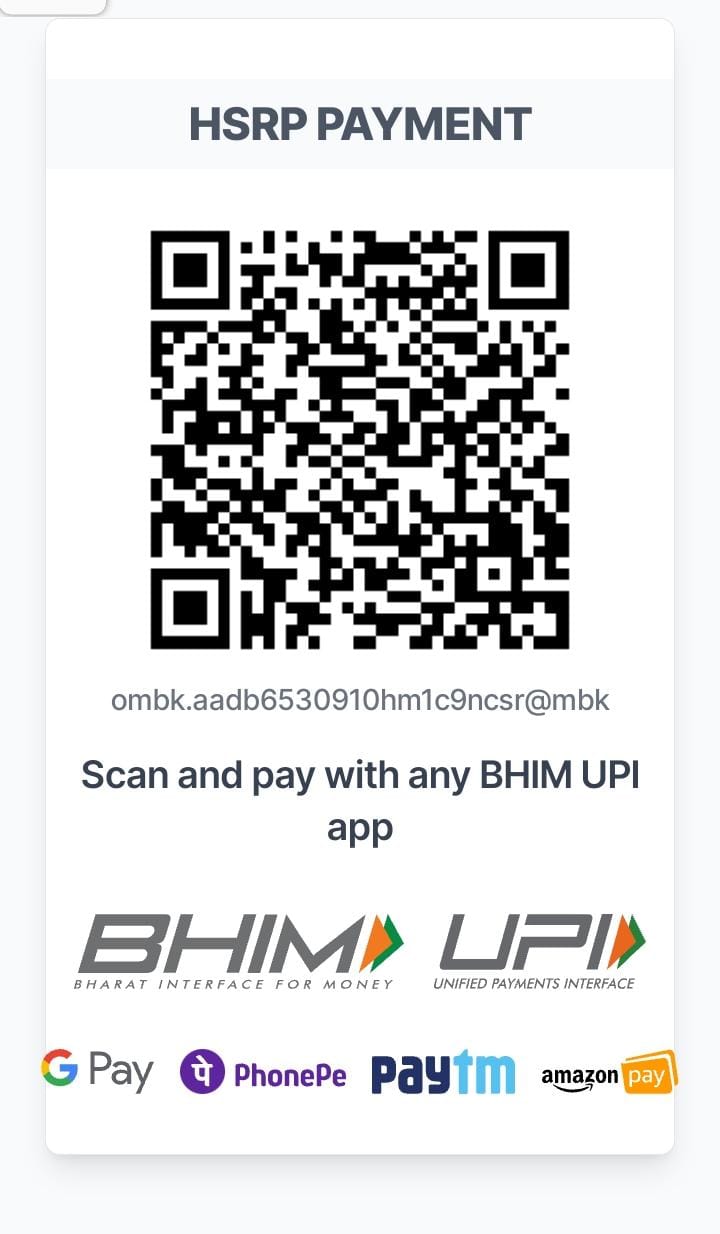 HSRP PAYMENT
ombk.aadb6530910hm1c9ncsr@mbk
Scan and pay with any BHIM UPI
app
BHIM UPI
BHARAT INTERFACE FOR MONEY UNIFIED PAYMENTS INTERFACE
G Pay पे PhonePe paytm amazon pay